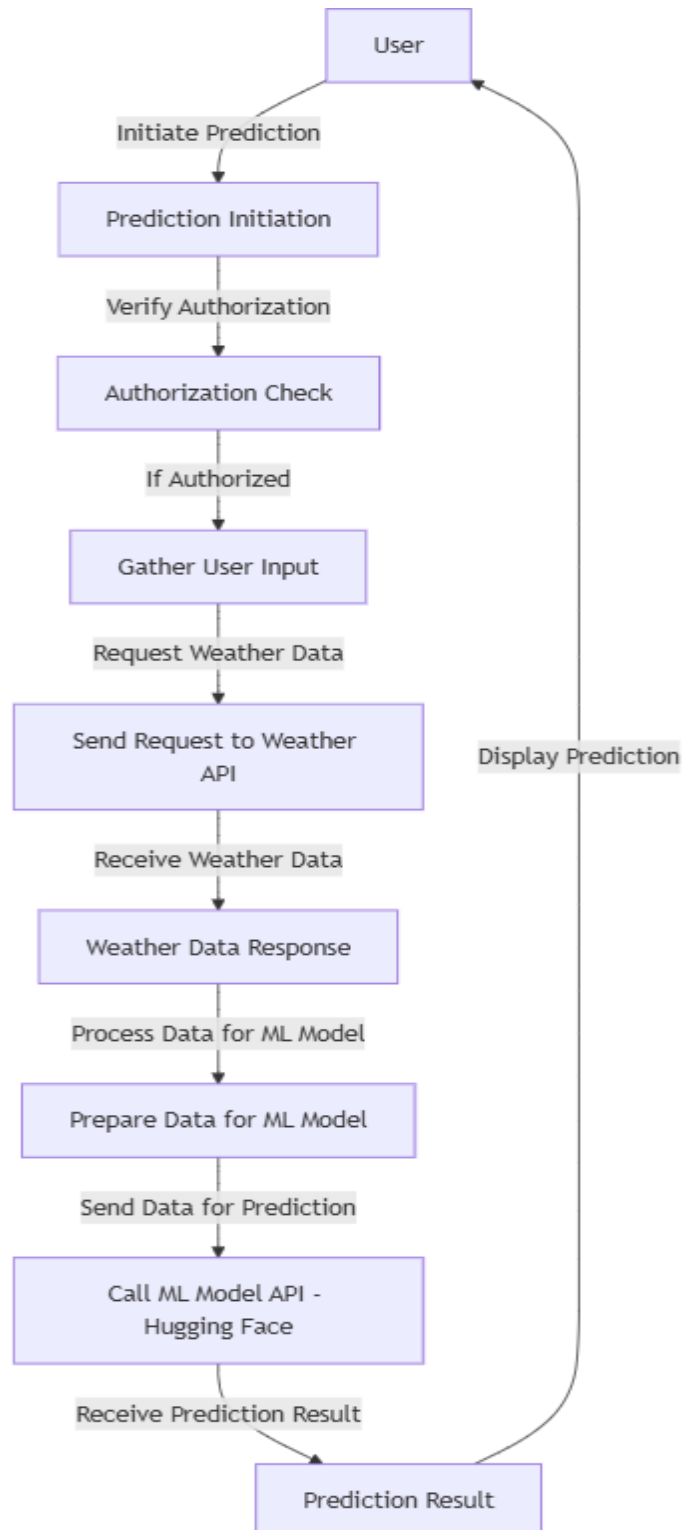 User
Initiate Prediction
Prediction Initiation
Verify Authorization
Authorization Check
If Authorized
Gather User Input
Request Weather Data
Send Request to Weather
API
Display Prediction
Receive Weather Data
Weather Data Response
Process Data for ML Model
Prepare Data for ML Model
Send Data for Prediction
Call ML Model API -
Hugging Face
Receive Prediction Result
Prediction Result